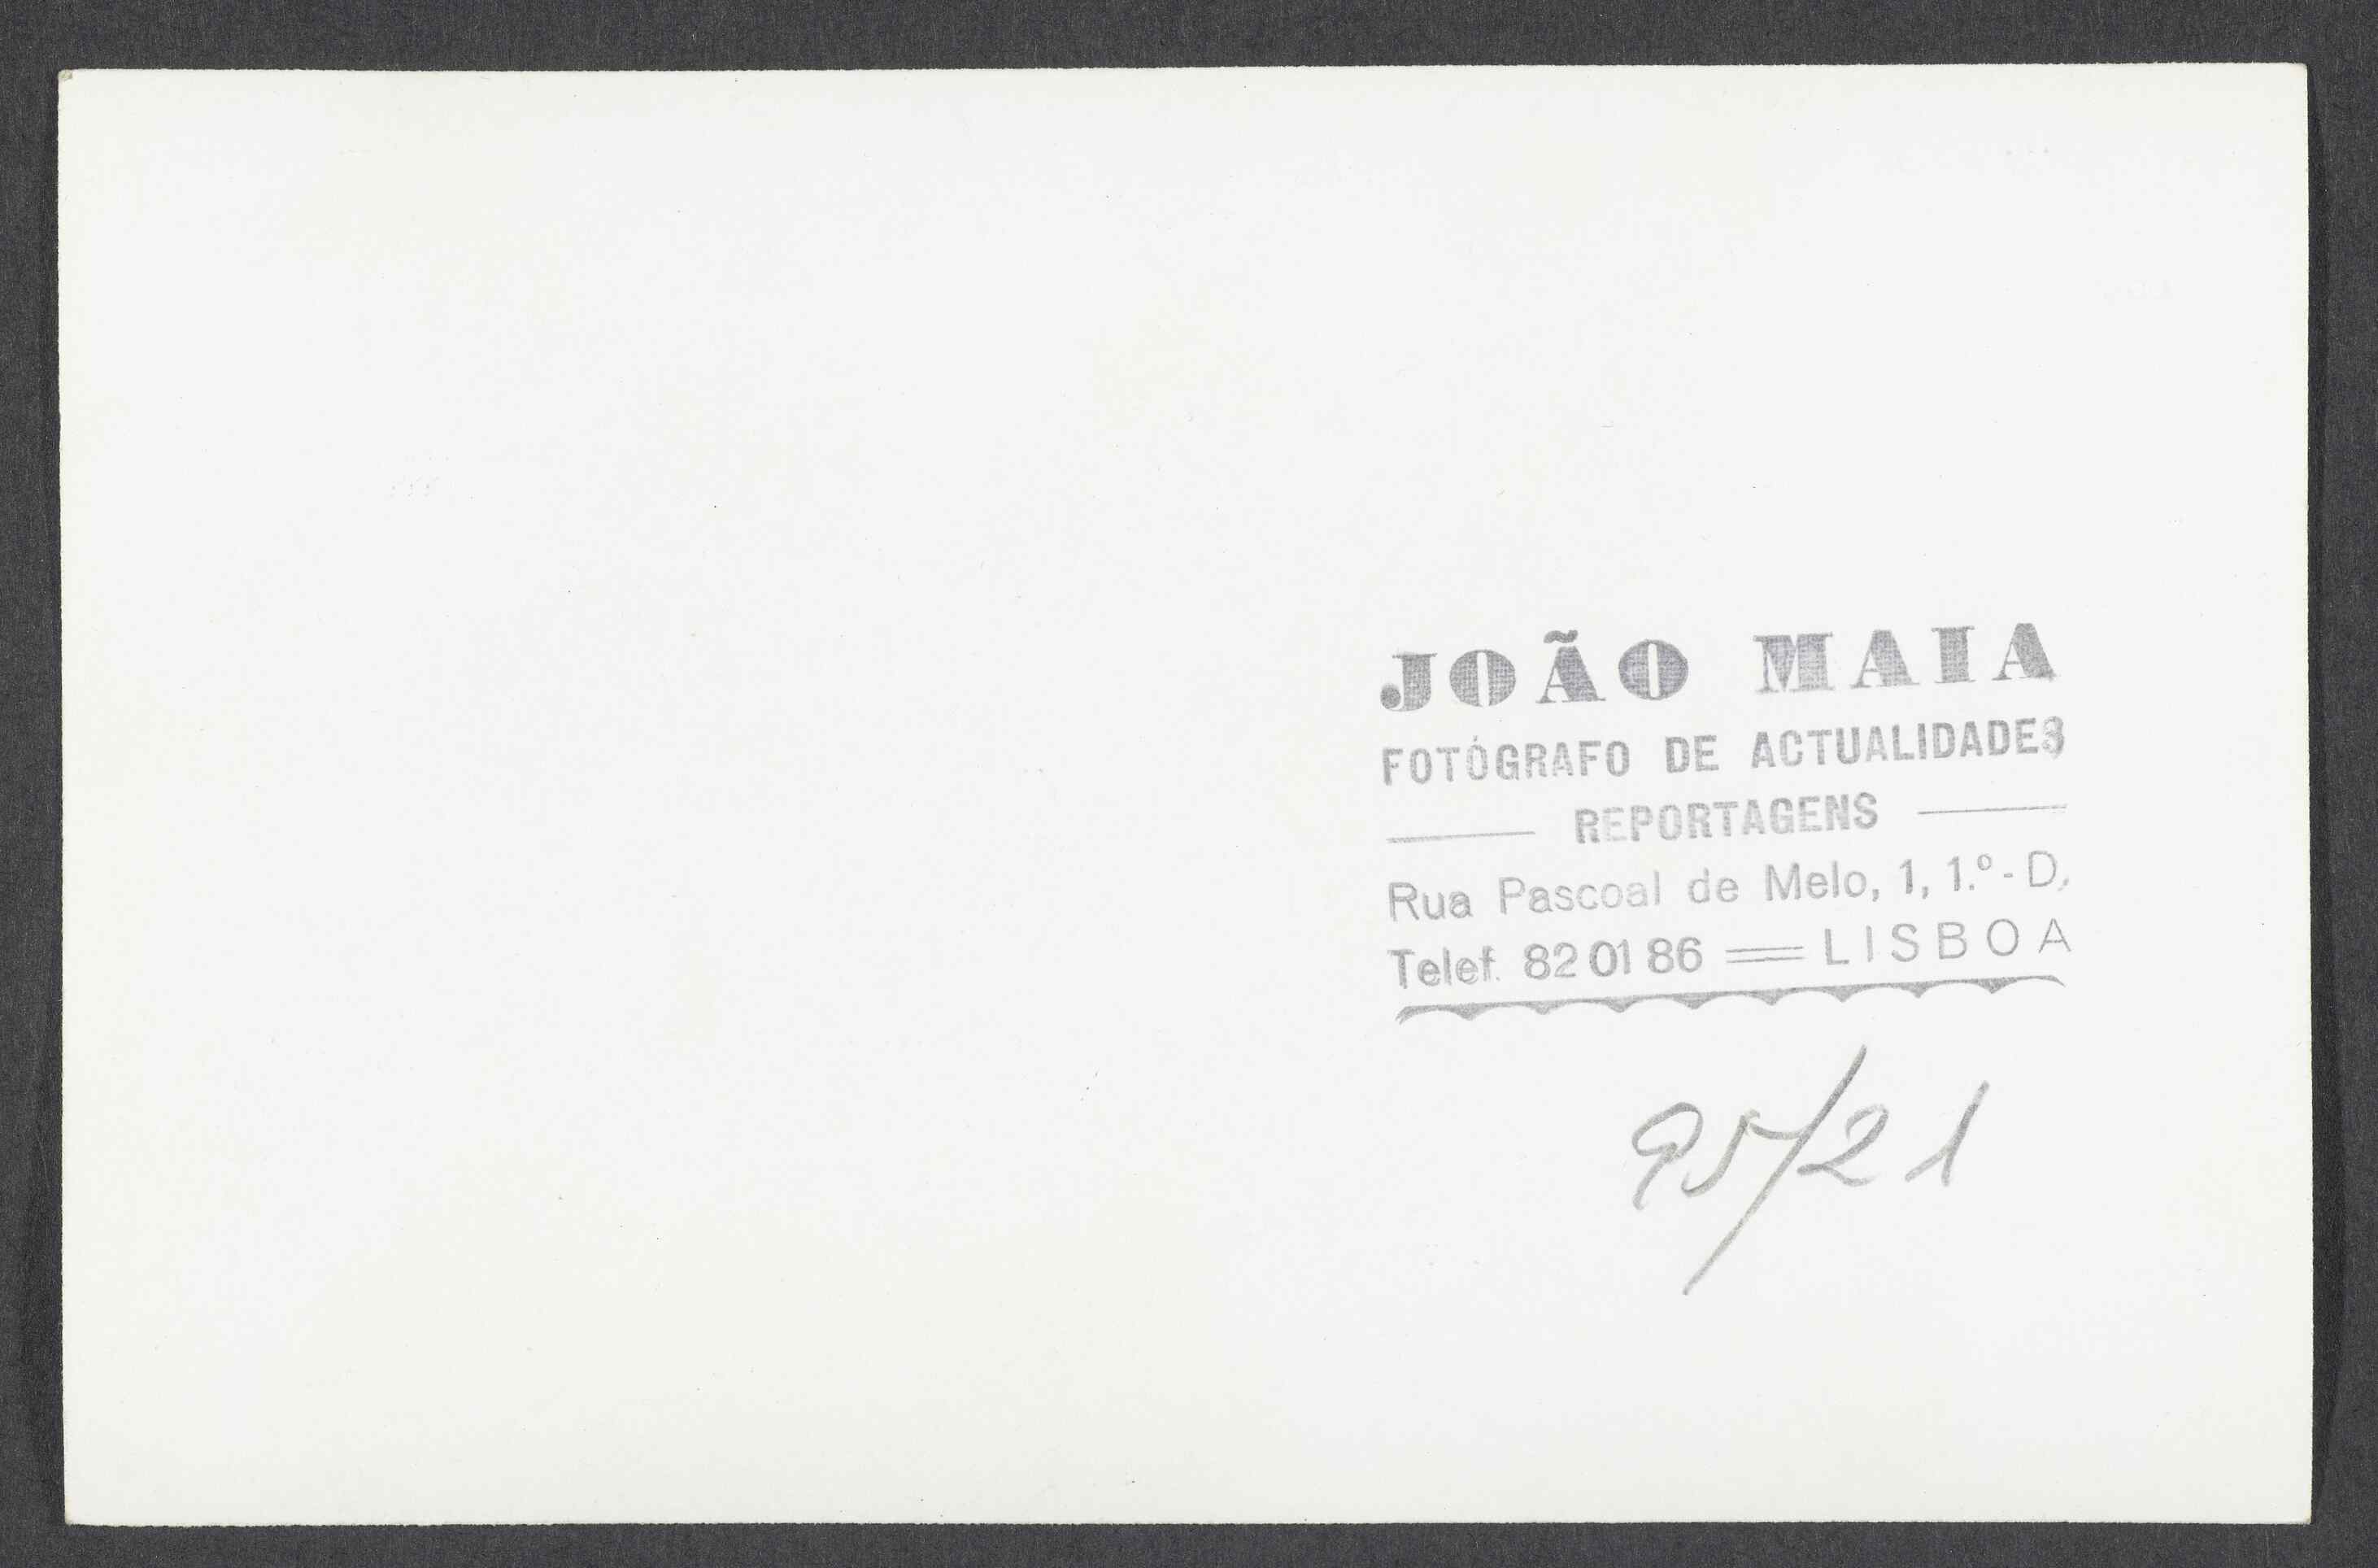 JOÃO MAIA
FOTÓGRAFO DE ACTUALIDADES
REPORTAGENS
Rua Pascoal de Melo, 1, 1.º - D.
Telef. 82 01 86 = LISBOA
95/21